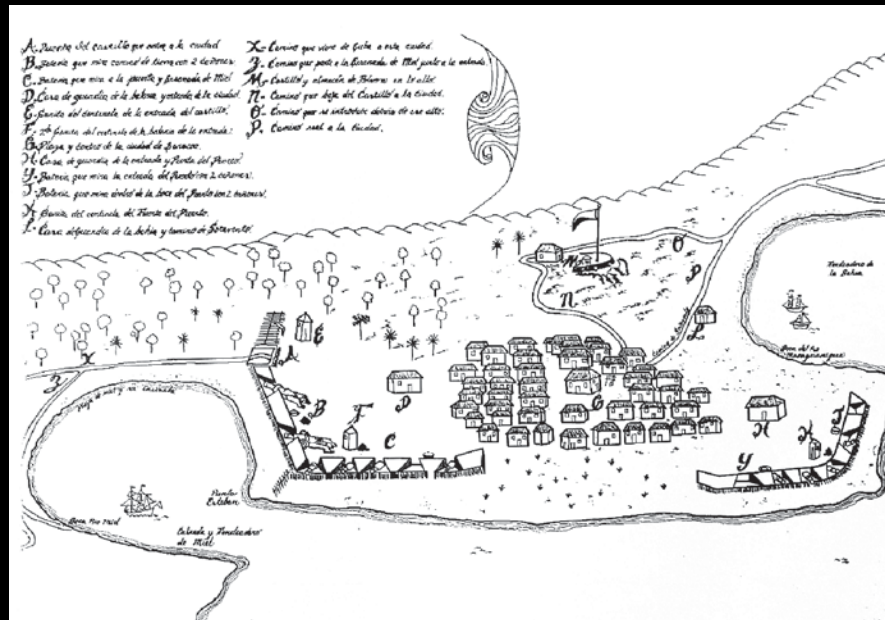 A. Puerta del castillo que mira a la ciudad
B. Bateria que mira camino de tierra con 2 cañones
C. Bateria que mira a la puerta y Ensenada de Miel
D. Casa de guardia de la bateria y entrada de la ciudad.
E. Garita del centinela de la entrada del castillo.
F. 2ª Garita del centinela de la bateria de la entrada.
G. Plaza y centro de la ciudad de Baracoa.
H. Casa de guardia de la entrada y Punta del Puerto
Y. Bateria que mira la entrada del Puerto con 2 cañones.
J. Bateria que mira dentro de la boca del Puerto con 2 cañones.
K. Garita del centinela del Fuerte del Puerto.
L. Casa de guardia de la bahia y camino de
X. Camino que viene de Cuba a esta ciudad.
Z. Camino que parte a la Ensenada de Miel junto a la entrada.
M. Castillo y almacen de en lo alto
N. Camino que baja del Castillo a la ciudad.
O. Camino que se introduce detras de ese alto.
P. Camino real a la Ciudad.
O
M
P
N
Fondeadero de
la Bahia
L
E
A
X
Z
Boca del Rio
B
D
G
F
C
H
J
K
Y
Punta
Esteban
Boca Rio Miel
Entrada y Fondeadero
de Miel